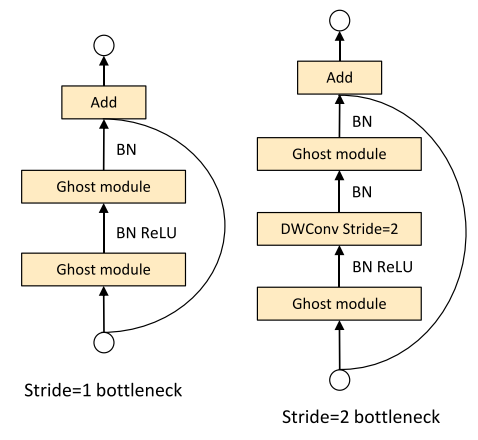 Add
BN
Ghost module
BN ReLU
Ghost module
Stride=1 bottleneck
Add
BN
Ghost module
BN
DWConv Stride=2
BN ReLU
Ghost module
Stride=2 bottleneck